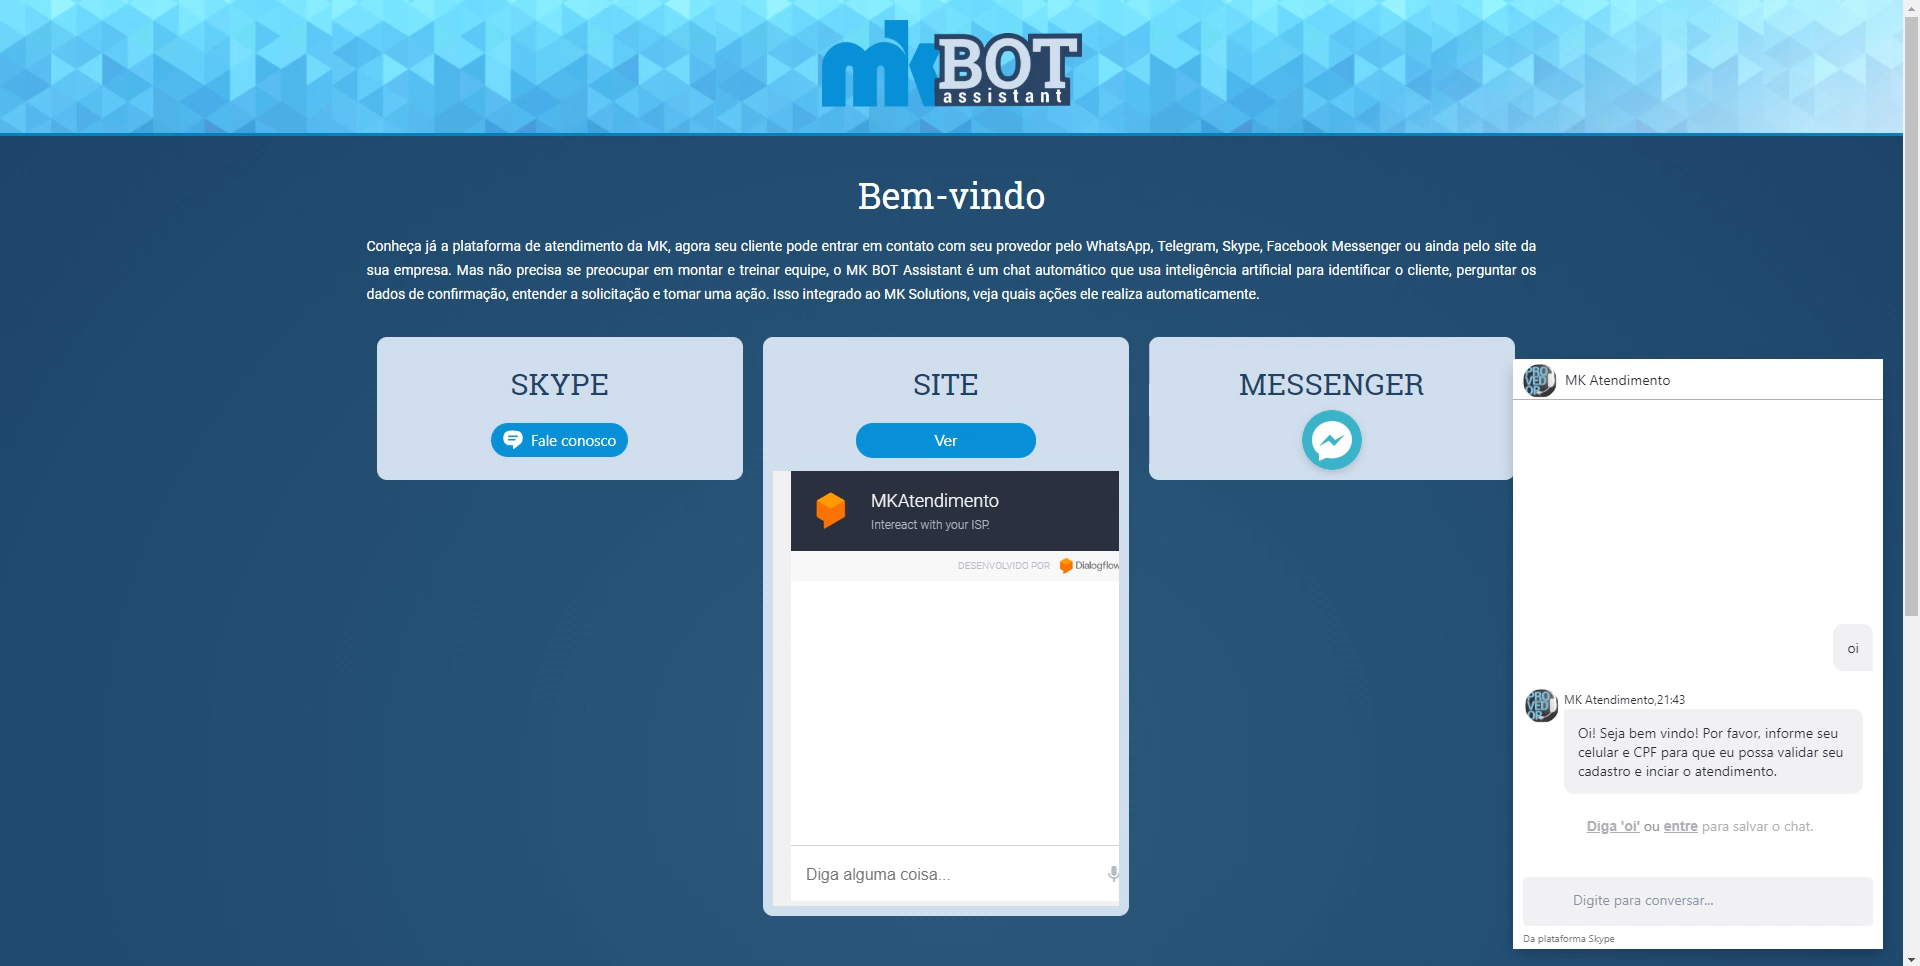 mk BOT
assistant
Bem-vindo
Conheça já a plataforma de atendimento da MK, agora seu cliente pode entrar em contato com seu provedor pelo WhatsApp, Telegram, Skype, Facebook Messenger ou ainda pelo site da
sua empresa. Mas não precisa se preocupar em montar e treinar equipe, o MK BOT Assistant é um chat automático que usa inteligência artificial para identificar o cliente, perguntar os
dados de confirmação, entender a solicitação e tomar uma ação. Isso integrado ao MK Solutions, veja quais ações ele realiza automaticamente.
SKYPE
Fale conosco
SITE
Ver
MKAtendimento
Intereact with your ISP.
DESENVOLVIDO POR Dialogflow
Diga alguma coisa...
MESSENGER
PRO
VED
OR
MK Atendimento
oi
PRO
VED
OR
MK Atendimento,21:43
Oi! Seja bem vindo! Por favor, informe seu
celular e CPF para que eu possa validar seu
cadastro e inciar o atendimento.
Diga 'oi' ou entre para salvar o chat.
Digite para conversar...
Da plataforma Skype